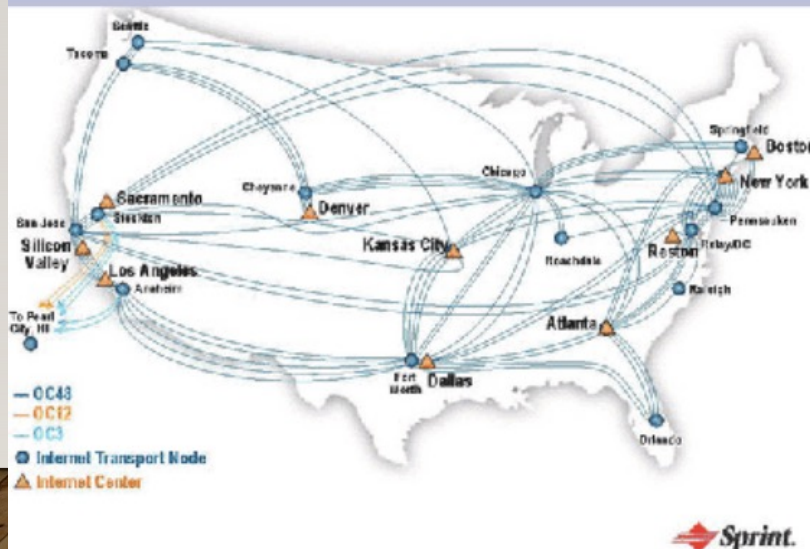 Seattle
Tacoma
Springfield
Boston
Chicago
New York
Cheyenne
Sacramento
Stockton
Denver
Pennsauken
San Jose
Kansas City
Silicon
Valley
Reston
Relay/DC
Roachdale
Los Angeles
Anaheim
Raleigh
To Pearl
City, HI
Atlanta
Fort
Worth
Dallas
OC48
OC12
OC3
Orlando
Internet Transport Node
Internet Center
Sprint.